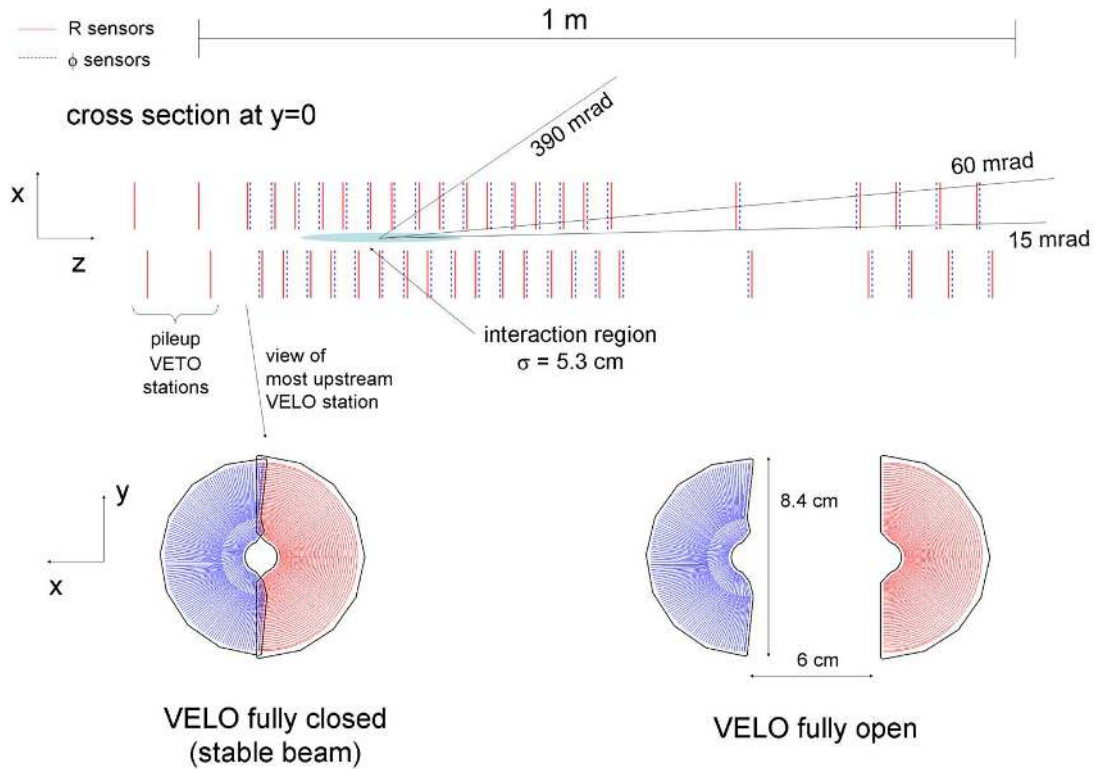 R sensors
ϕ sensors
1 m
cross section at y=0
390 mrad
60 mrad
15 mrad
x
z
pileup
VETO
stations
view of
most upstream
VELO station
interaction region
σ = 5.3 cm
y
x
8.4 cm
6 cm
VELO fully closed
(stable beam)
VELO fully open